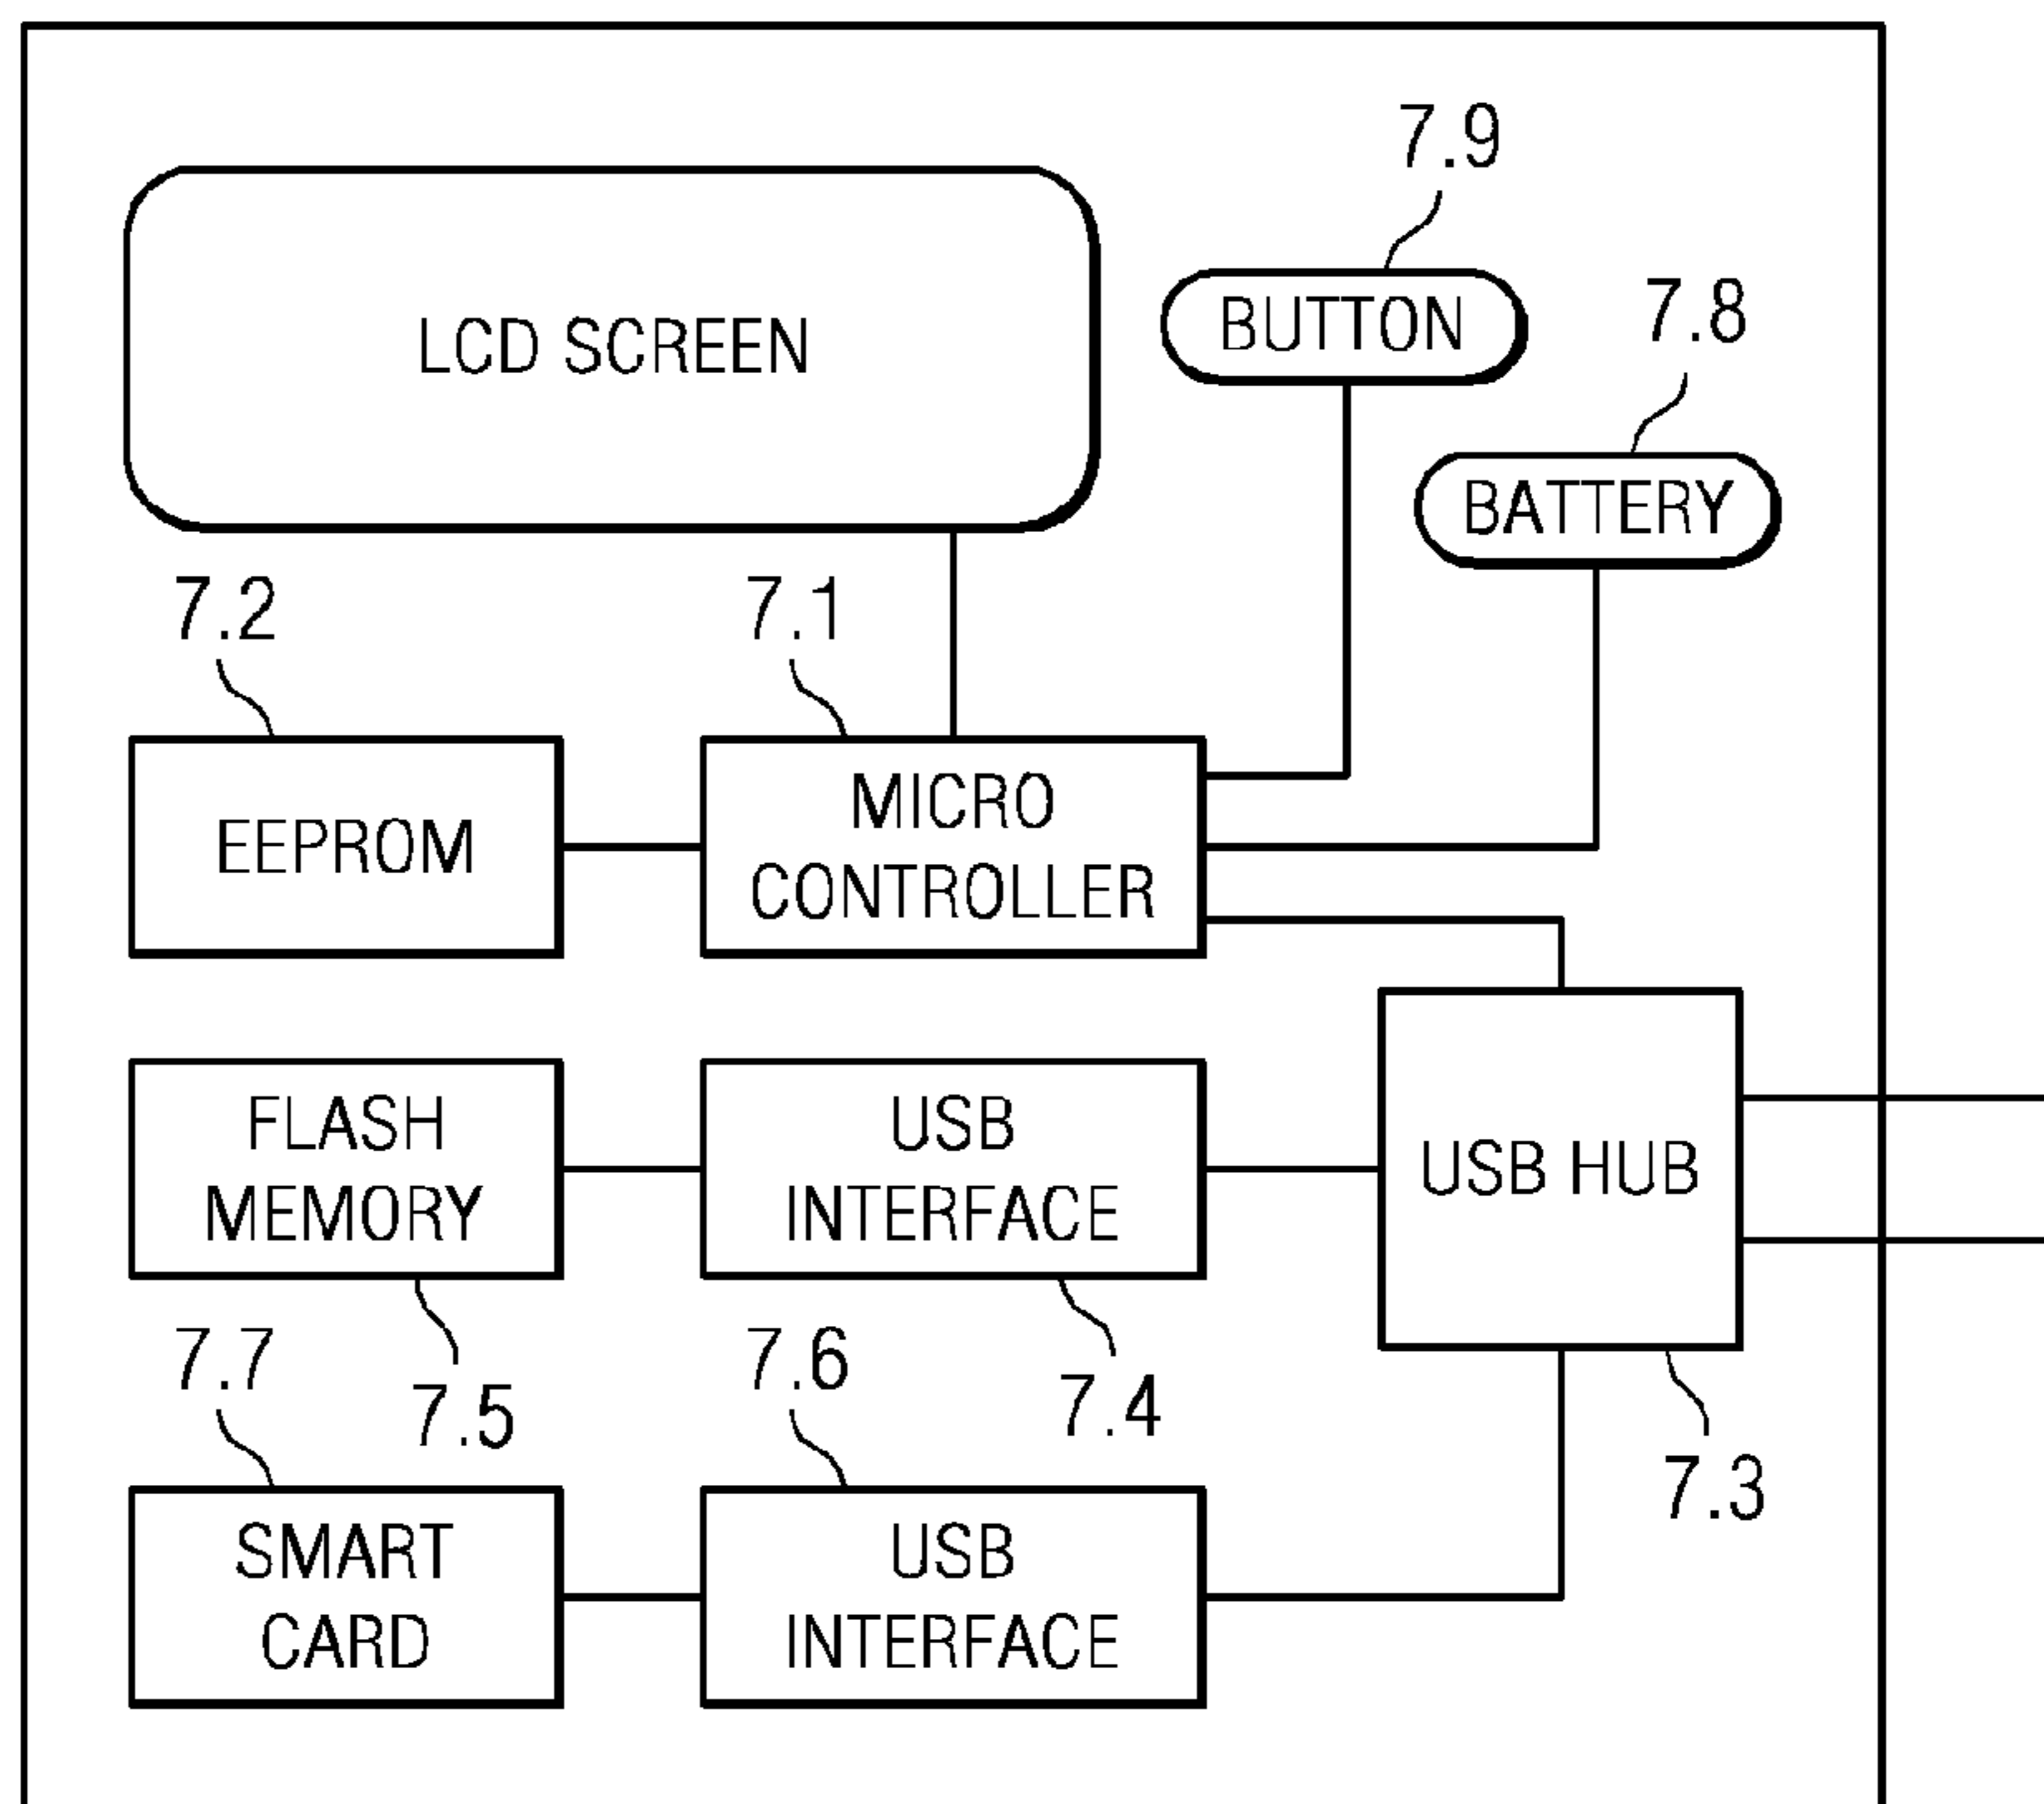 7.9
7.8
LCD SCREEN
BUTTON
BATTERY
7.2
7.1
EEPROM
MICRO
CONTROLLER
FLASH
MEMORY
USB
INTERFACE
USB HUB
7.7
7.5
7.6
7.4
7.3
SMART
CARD
USB
INTERFACE